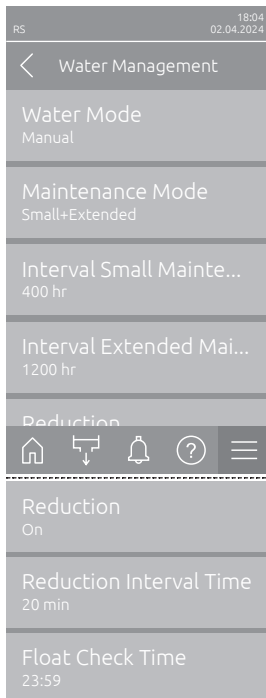 18:04
RS 02.04.2024
Water Management
Water Mode
Manual
Maintenance Mode
Small+Extended
Interval Small Mainte...
400 hr
Interval Extended Mai...
1200 hr
Reduction
?
Reduction
On
Reduction Interval Time
20 min
Float Check Time
23:59